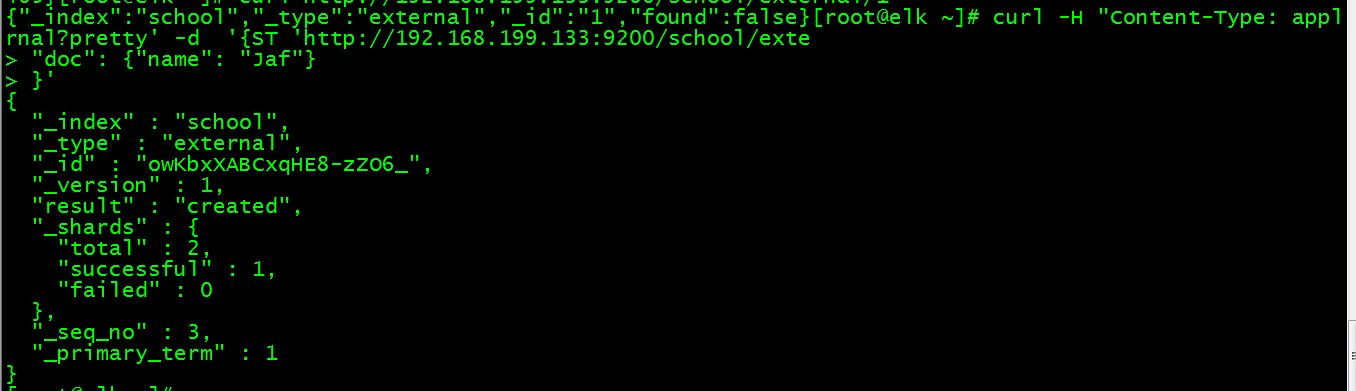 {"_index":"school","_type":"external","_id":"1","found":false}[root@elk ~]# curl -H "Content-Type: appl
rnal?pretty' -d  '{ST 'http://192.168.199.133:9200/school/exte
> "doc": {"name": "Jaf"}
> }'
{
  "_index" : "school",
  "_type" : "external",
  "_id" : "owKbxXABCxqHE8-zZO6_",
  "_version" : 1,
  "result" : "created",
  "_shards" : {
    "total" : 2,
    "successful" : 1,
    "failed" : 0
  },
  "_seq_no" : 3,
  "_primary_term" : 1
}